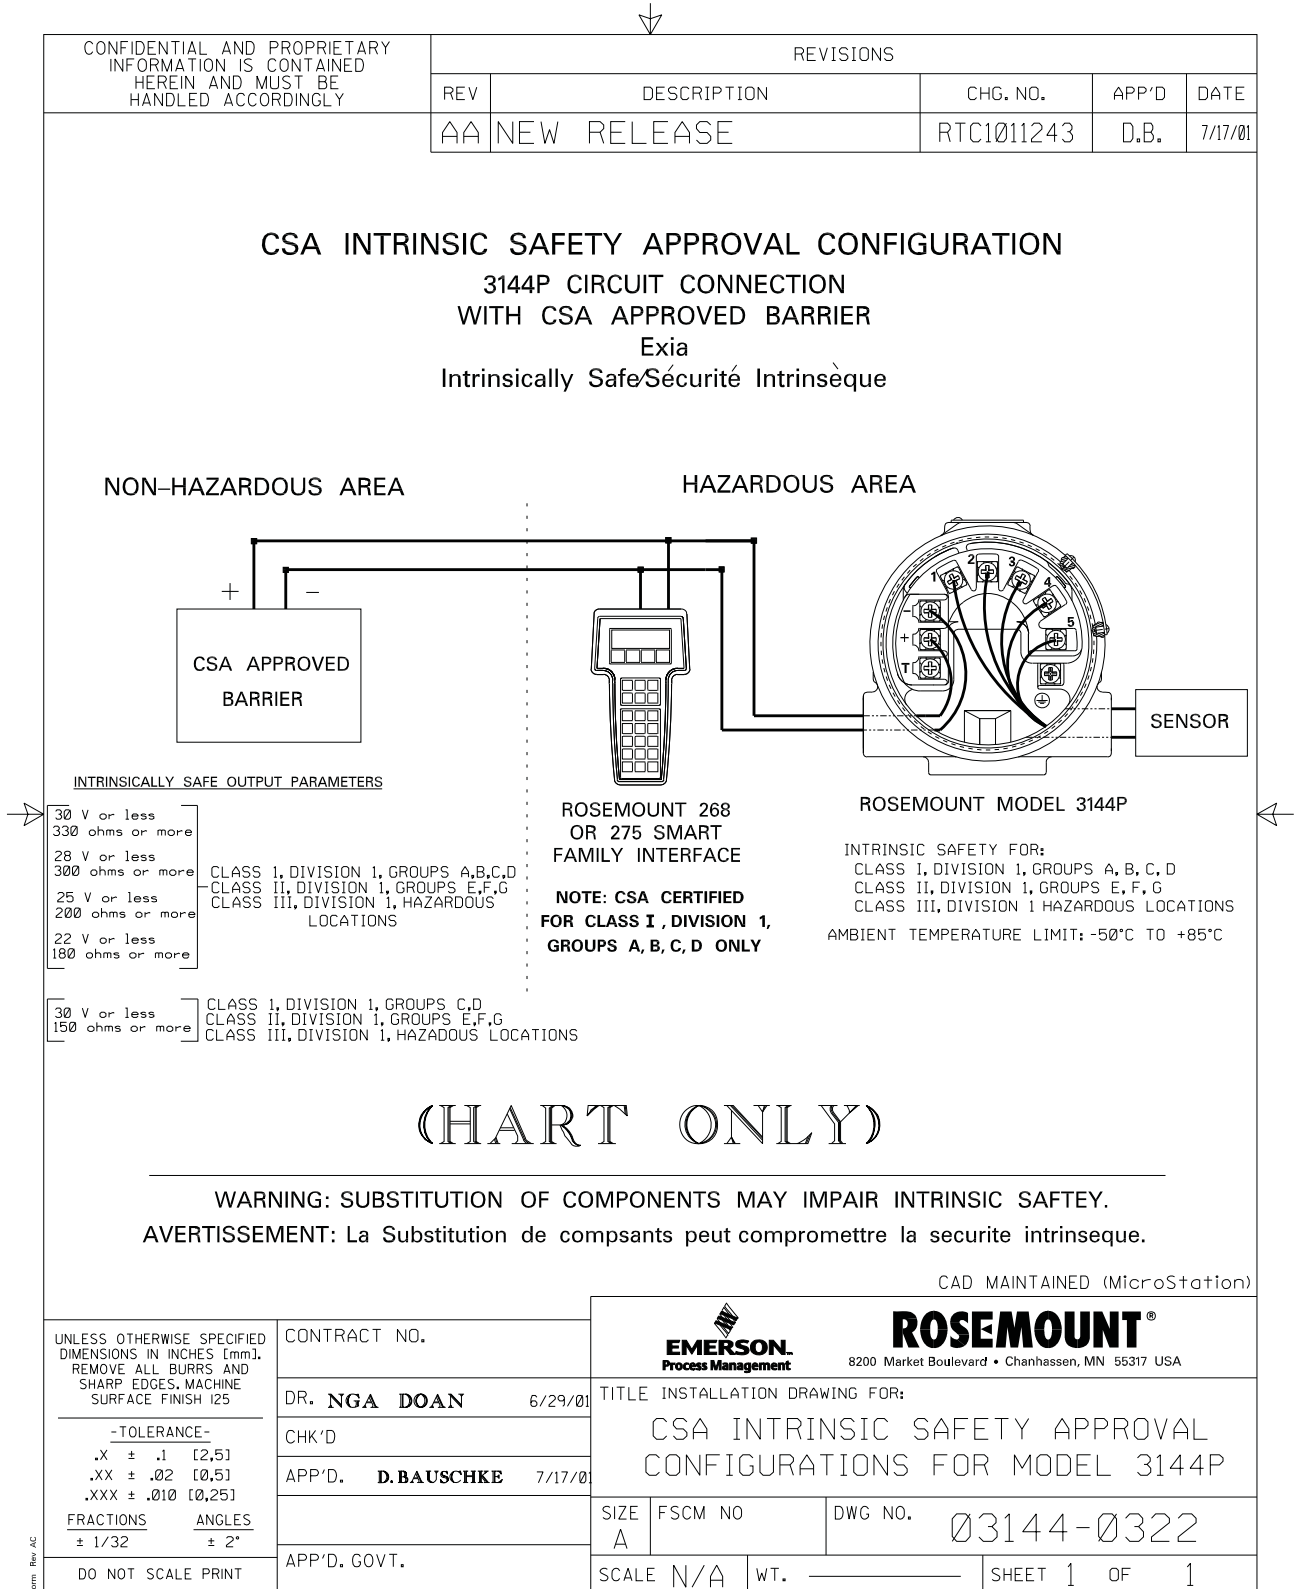 CONFIDENTIAL AND PROPRIETARY
INFORMATION IS CONTAINED
HEREIN AND MUST BE
HANDLED ACCORDINGLY
REVISIONS
REV DESCRIPTION CHG. NO. APP'D DATE
AA NEW RELEASE RTC1011243 D.B. 7/17/01
CSA INTRINSIC SAFETY APPROVAL CONFIGURATION
3144P CIRCUIT CONNECTION
WITH CSA APPROVED BARRIER
Exia
Intrinsically Safe/Sécurité Intrinsèque
NON–HAZARDOUS AREA
HAZARDOUS AREA
+ –
CSA APPROVED
BARRIER
1 2 3 4 5
–
+
T
SENSOR
INTRINSICALLY SAFE OUTPUT PARAMETERS
30 V or less
330 ohms or more
28 V or less
300 ohms or more
25 V or less
200 ohms or more
22 V or less
180 ohms or more
CLASS 1, DIVISION 1, GROUPS A,B,C,D
CLASS II, DIVISION 1, GROUPS E,F,G
CLASS III, DIVISION 1, HAZARDOUS
LOCATIONS
30 V or less
150 ohms or more
CLASS 1, DIVISION 1, GROUPS C,D
CLASS II, DIVISION 1, GROUPS E,F,G
CLASS III, DIVISION 1, HAZADOUS LOCATIONS
ROSEMOUNT 268
OR 275 SMART
FAMILY INTERFACE
NOTE: CSA CERTIFIED
FOR CLASS I , DIVISION 1,
GROUPS A, B, C, D ONLY
ROSEMOUNT MODEL 3144P
INTRINSIC SAFETY FOR:
CLASS I, DIVISION 1, GROUPS A, B, C, D
CLASS II, DIVISION 1, GROUPS E, F, G
CLASS III, DIVISION 1 HAZARDOUS LOCATIONS
AMBIENT TEMPERATURE LIMIT: -50°C TO +85°C
(HART ONLY)
WARNING: SUBSTITUTION OF COMPONENTS MAY IMPAIR INTRINSIC SAFTEY.
AVERTISSEMENT: La Substitution de compsants peut compromettre la securite intrinseque.
CAD MAINTAINED (MicroStation)
UNLESS OTHERWISE SPECIFIED
DIMENSIONS IN INCHES [mm].
REMOVE ALL BURRS AND
SHARP EDGES. MACHINE
SURFACE FINISH 125
-TOLERANCE-
.X ± .1 [2,5]
.XX ± .02 [0,5]
.XXX ± .010 [0,25]
FRACTIONS ANGLES
± 1/32 ± 2°
DO NOT SCALE PRINT
CONTRACT NO.
DR. NGA DOAN 6/29/01
CHK'D
APP'D. D. BAUSCHKE 7/17/01
APP'D. GOVT.
EMERSON™
Process Management
ROSEMOUNT®
8200 Market Boulevard • Chanhassen, MN 55317 USA
TITLE INSTALLATION DRAWING FOR:
CSA INTRINSIC SAFETY APPROVAL
CONFIGURATIONS FOR MODEL 3144P
SIZE A
FSCM NO
DWG NO. 03144-0322
SCALE N/A WT. SHEET 1 OF 1
Rev AC